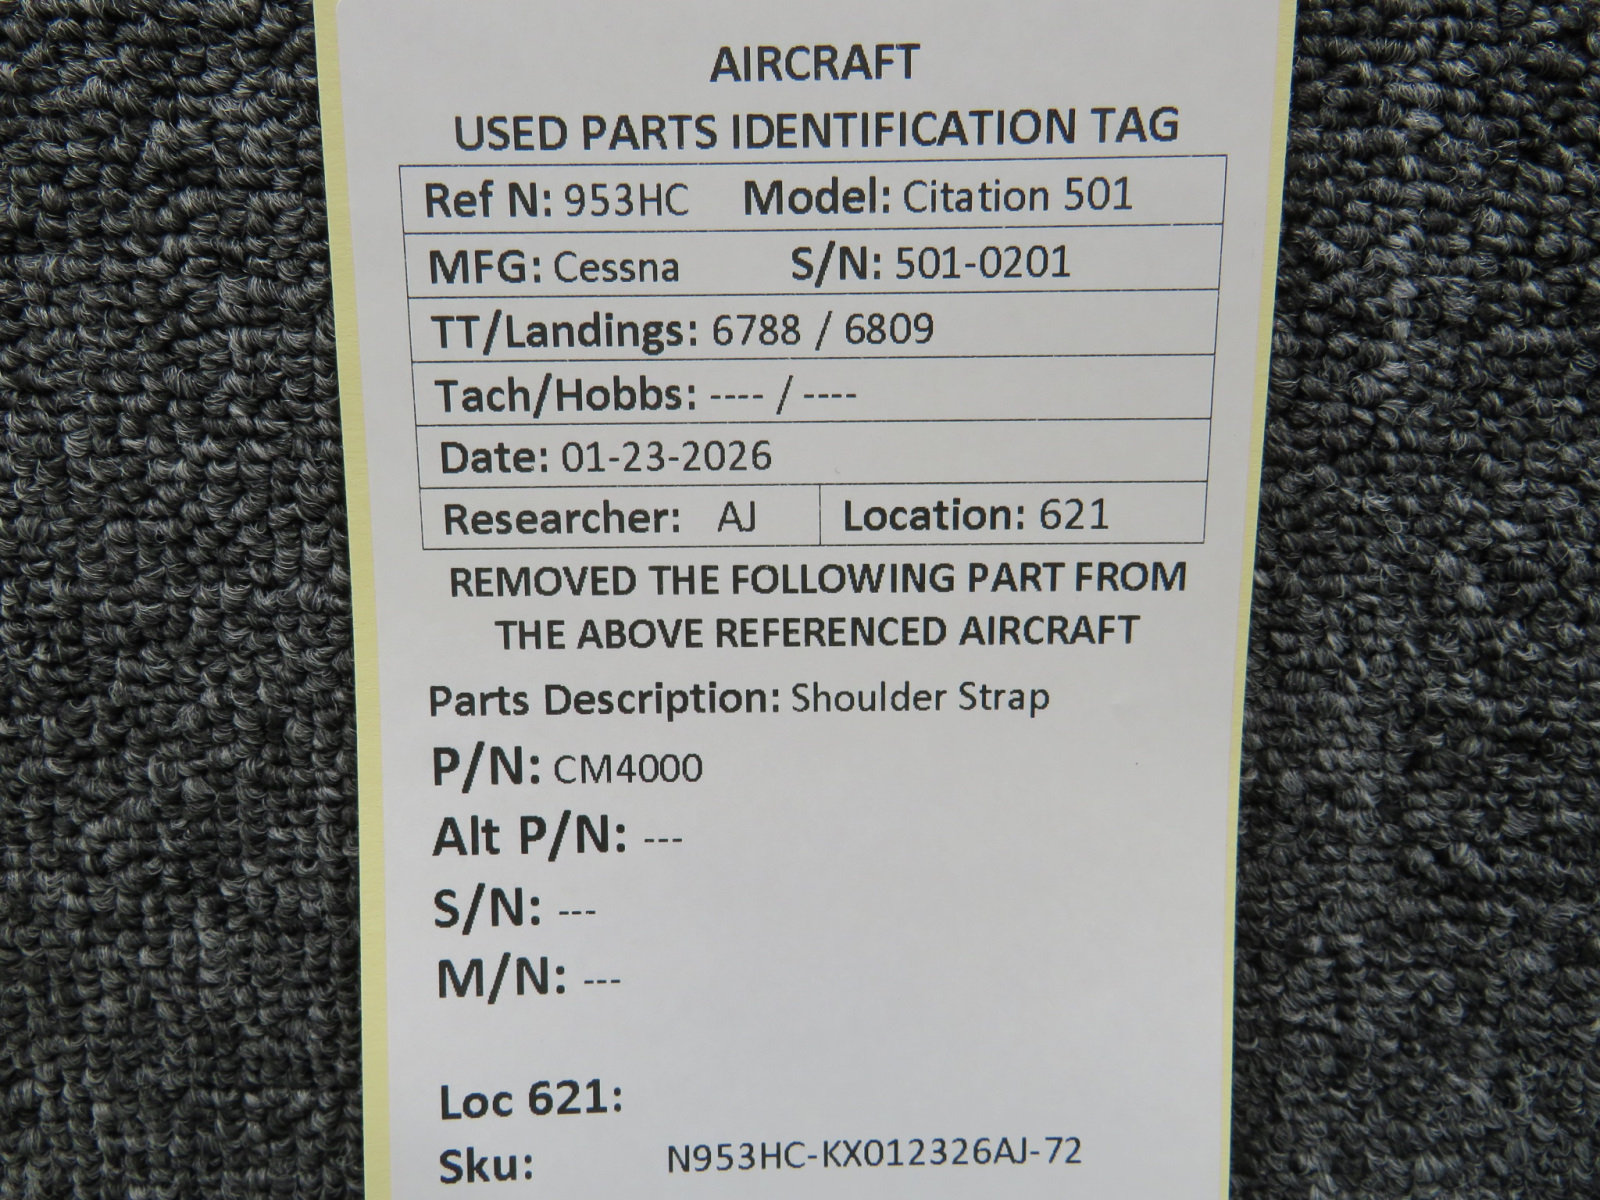 AIRCRAFT
USED PARTS IDENTIFICATION TAG
Ref N: 953HC Model: Citation 501
MFG: Cessna S/N: 501-0201
TT/Landings: 6788 / 6809
Tach/Hobbs: ---- / ----
Date: 01-23-2026
Researcher: AJ Location: 621
REMOVED THE FOLLOWING PART FROM
THE ABOVE REFERENCED AIRCRAFT
Parts Description: Shoulder Strap
P/N: CM4000
Alt P/N: ---
S/N: ---
M/N: ---
Loc 621:
Sku: N953HC-KX012326AJ-72